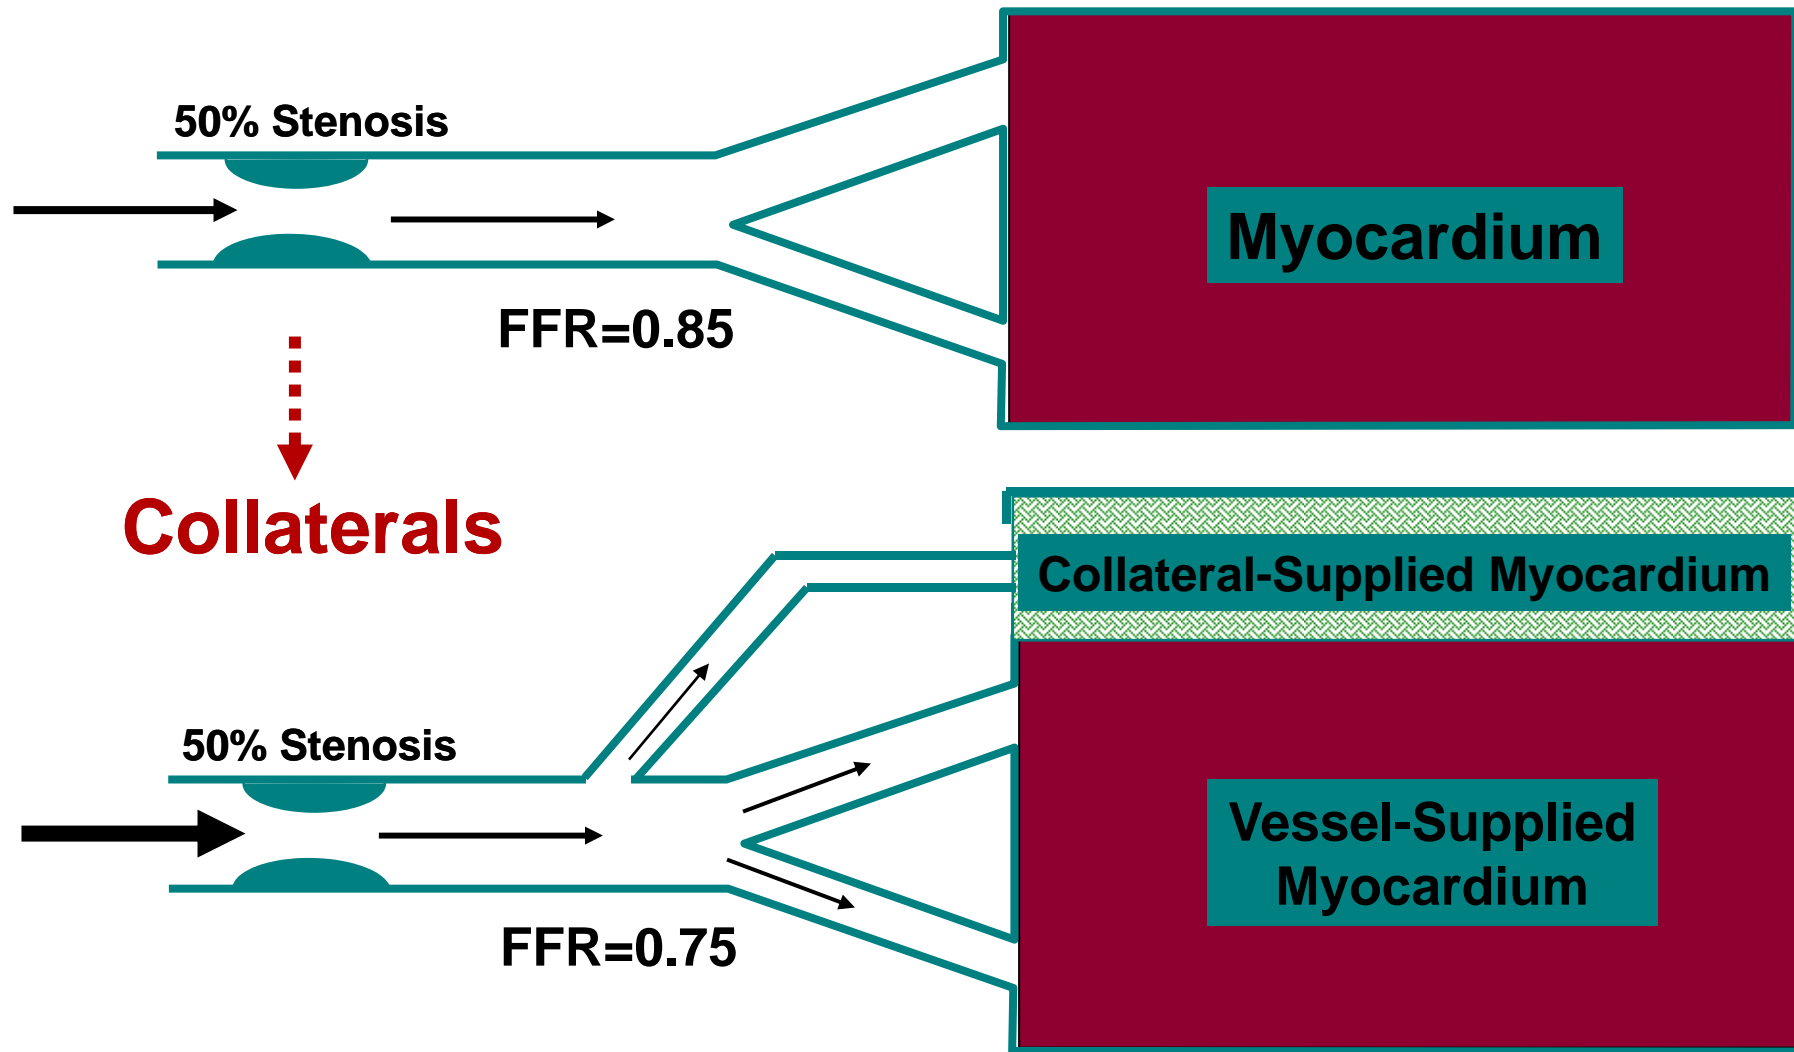 50% Stenosis
Myocardium
FFR=0.85
Collaterals
Collateral-Supplied Myocardium
50% Stenosis
Vessel-Supplied
Myocardium
FFR=0.75